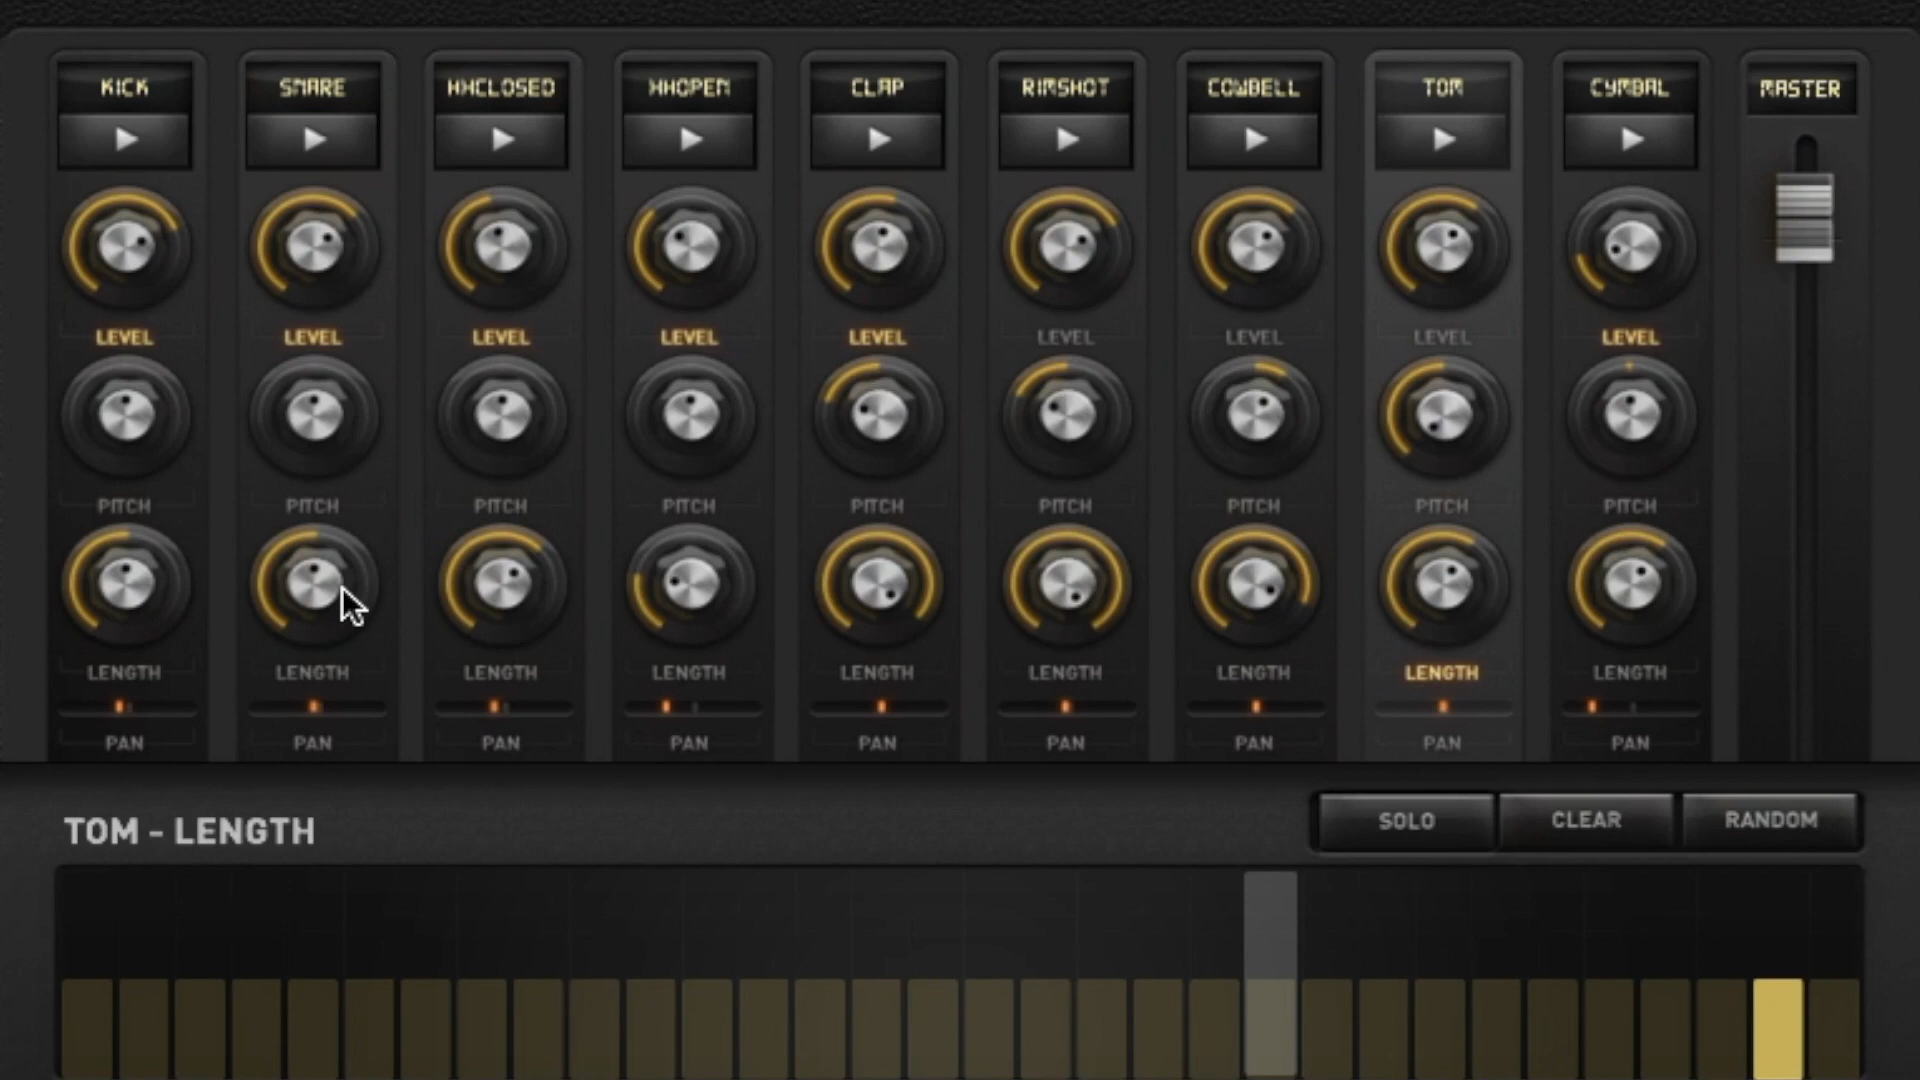 KICK SNARE HHCLOSED HHOPEN CLAP RIMSHOT COWBELL TOM CYMBAL MASTER
LEVEL LEVEL LEVEL LEVEL LEVEL LEVEL LEVEL LEVEL LEVEL
PITCH PITCH PITCH PITCH PITCH PITCH PITCH PITCH PITCH
LENGTH LENGTH LENGTH LENGTH LENGTH LENGTH LENGTH LENGTH LENGTH
PAN PAN PAN PAN PAN PAN PAN PAN PAN
TOM - LENGTH SOLO CLEAR RANDOM